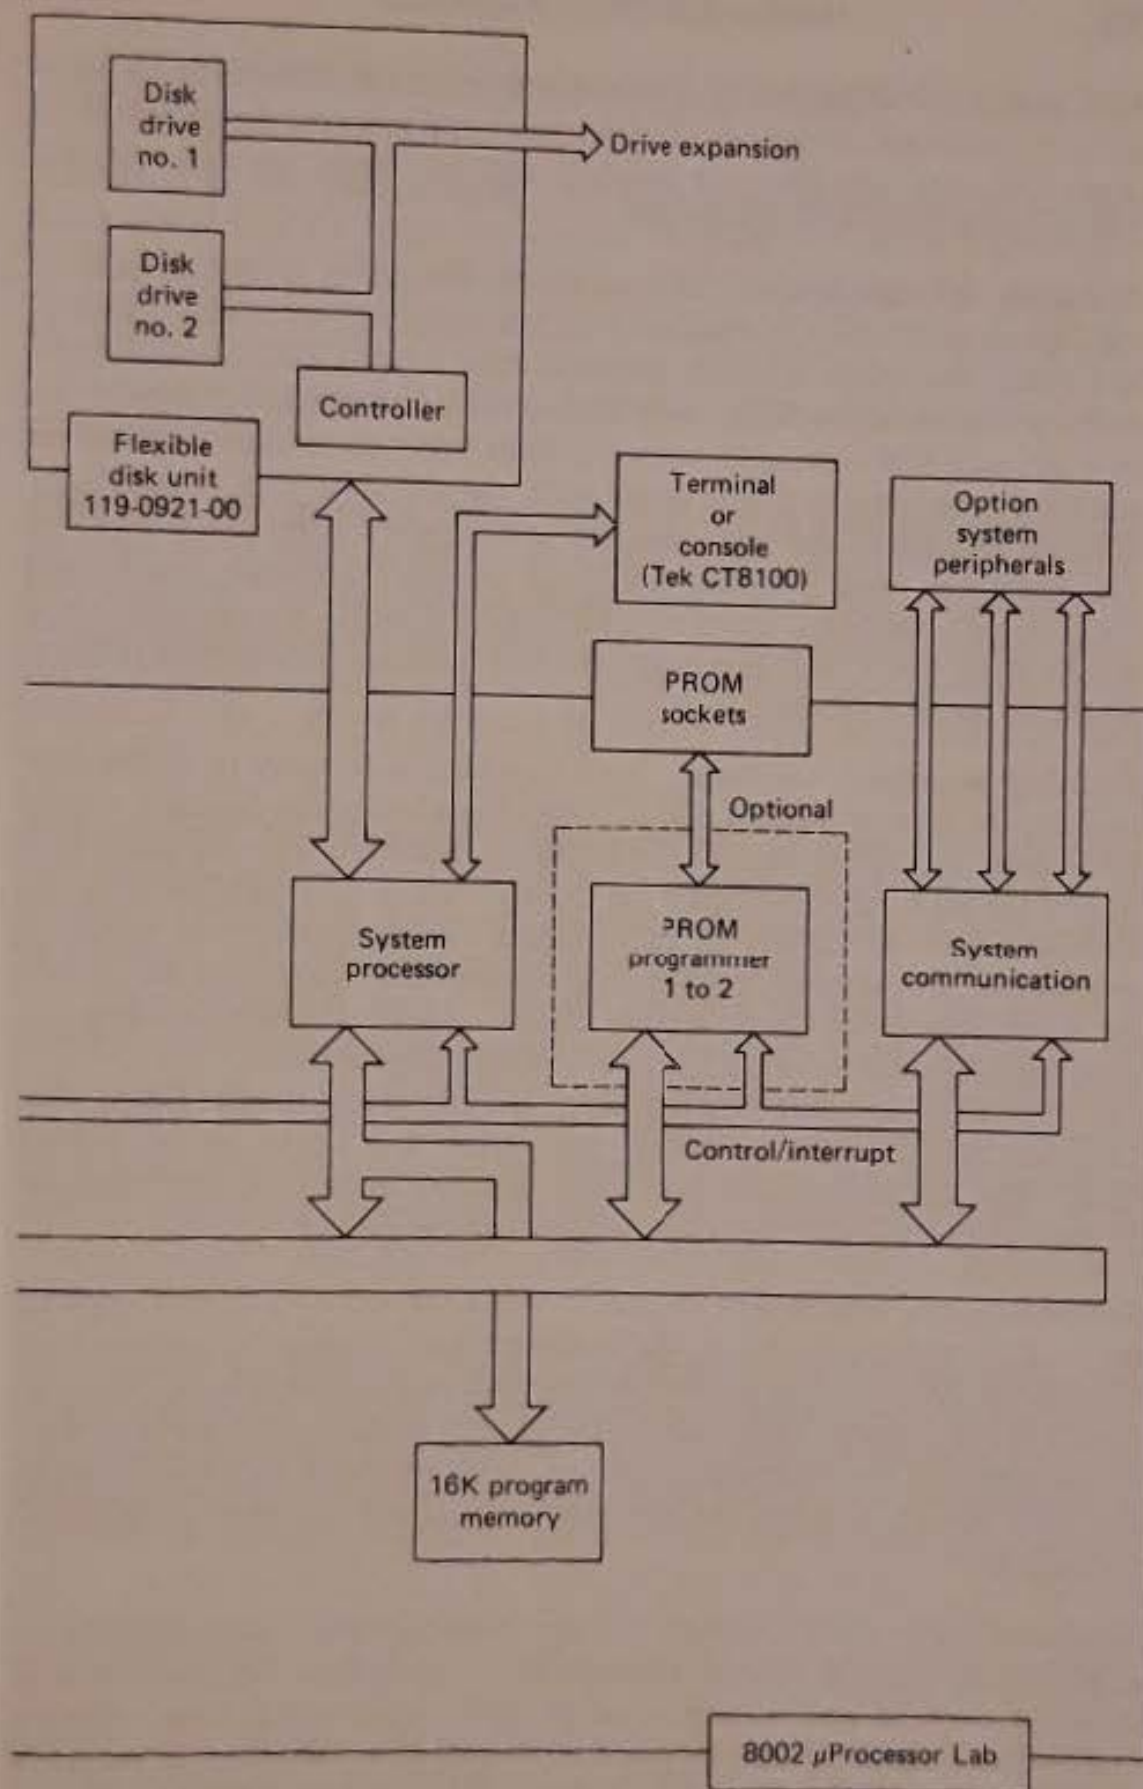 Disk
drive
no. 1
Drive expansion
Disk
drive
no. 2
Controller
Flexible
disk unit
119-0921-00
Terminal
or
console
(Tek CT8100)
Option
system
peripherals
PROM
sockets
Optional
System
processor
PROM
programmer
1 to 2
System
communication
Control/interrupt
16K program
memory
8002 µProcessor Lab